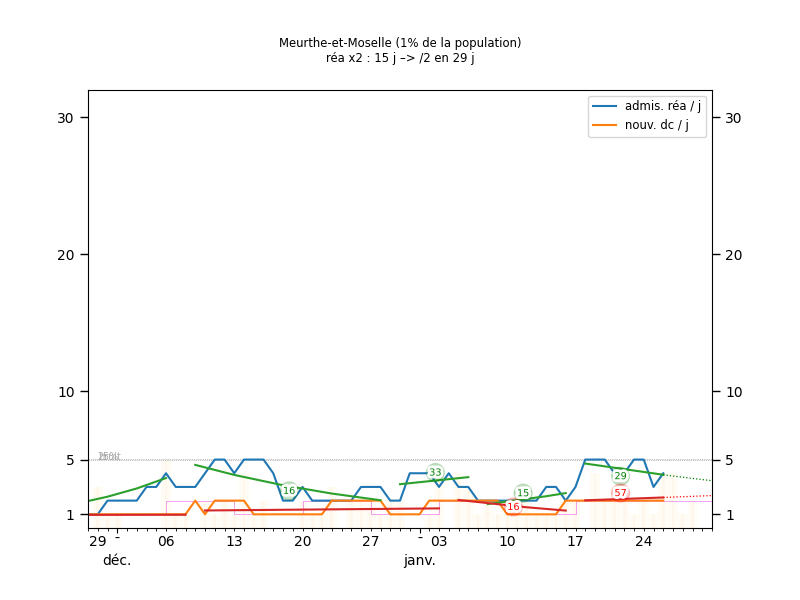 Meurthe-et-Moselle (1% de la population)
réa x2 : 15 j –> /2 en 29 j
admis. réa / j
nouv. dc / j
30 30
20 20
10 10
5 5
1 1
33
16
15
16
29
57
29 - 06 13 20 27 - 03 10 17 24
déc. janv.